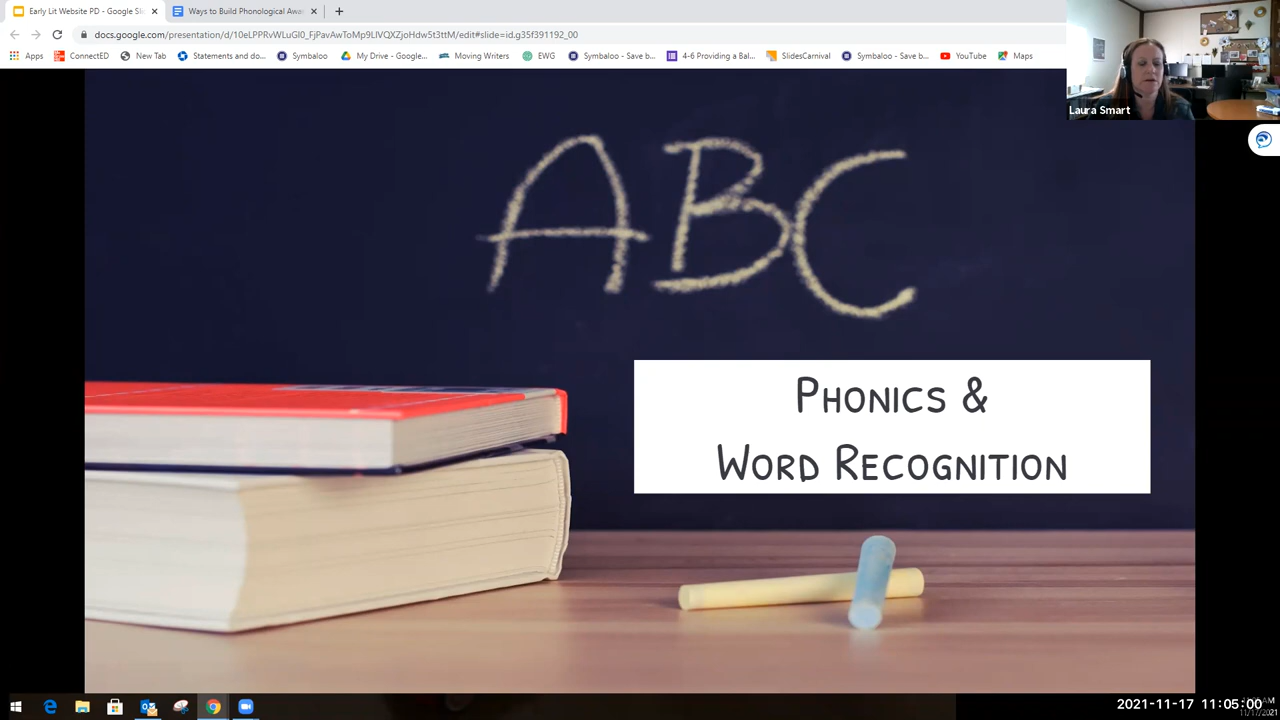 Early Lit Website PD - Google Sli
Ways to Build Phonological Awa
docs.google.com/presentation/d/10eLPPRvWLuGl0_FjPavAwToMp9LlVQXZjoHdw5t3ttM/edit#slide=id.g35f391192_00
Apps ConnectED New Tab Statements and do... Symbaloo My Drive - Google... Moving Writers EWG Symbaloo - Save b... 4-6 Providing a Bal... SlidesCarnival Symbaloo - Save b... YouTube Maps
Laura Smart
ABC
Phonics &
Word Recognition
2021-11-17 11:05:00